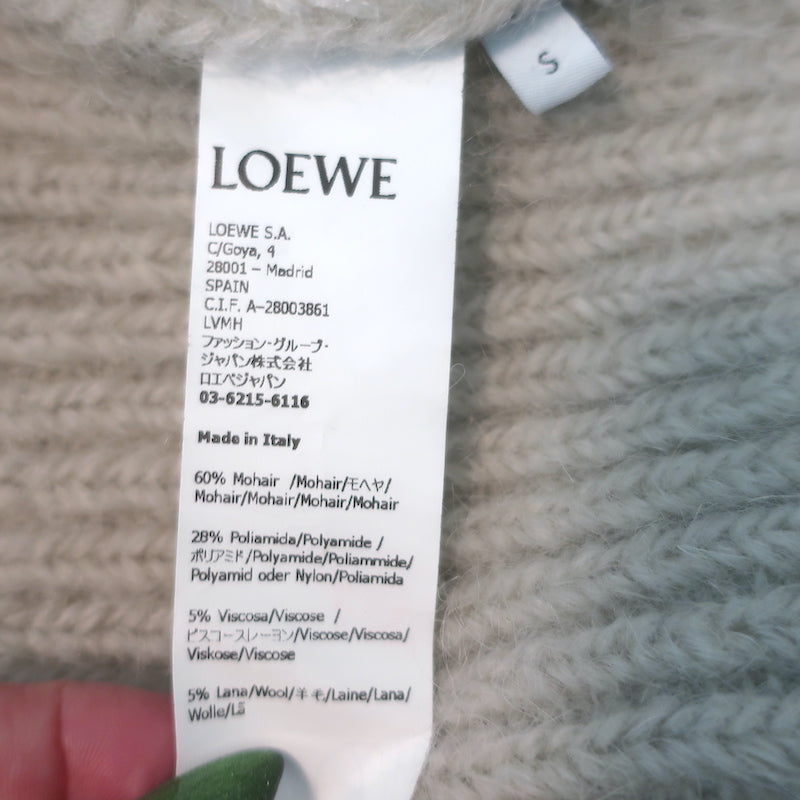 S
LOEWE
LOEWE S.A.
C/Goya, 4
28001 - Madrid
SPAIN
C.I.F. A-28003861
LVMH
ファッション・グループ・
ジャパン株式会社
ロエベジャパン
03-6215-6116
Made in Italy
60% Mohair /Mohair/モヘヤ/
Mohair/Mohair/Mohair/Mohair
28% Poliamida/Polyamide /
ポリアミド/Polyamide/Poliammide/
Polyamid oder Nylon/Poliamida
5% Viscosa/Viscose /
ビスコースレーヨン/Viscose/Viscosa/
Viskose/Viscose
5% Lana/Wool/羊毛/Laine/Lana/
Wolle/Lã